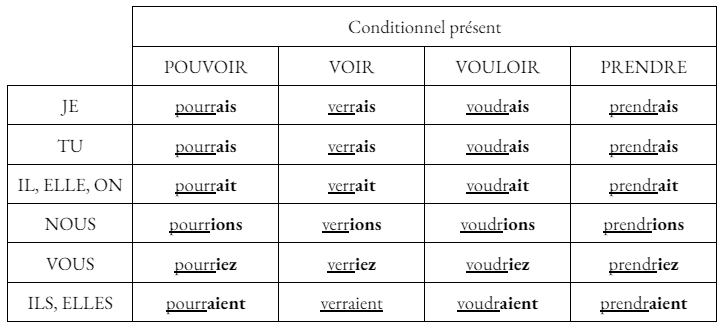 Conditionnel présent
POUVOIR VOIR VOULOIR PRENDRE
JE pourrais verrais voudrais prendrais
TU pourrais verrais voudrais prendrais
IL, ELLE, ON pourrait verrait voudrait prendrait
NOUS pourrions verrions voudrions prendrions
VOUS pourriez verriez voudriez prendriez
ILS, ELLES pourraient verraient voudraient prendraient